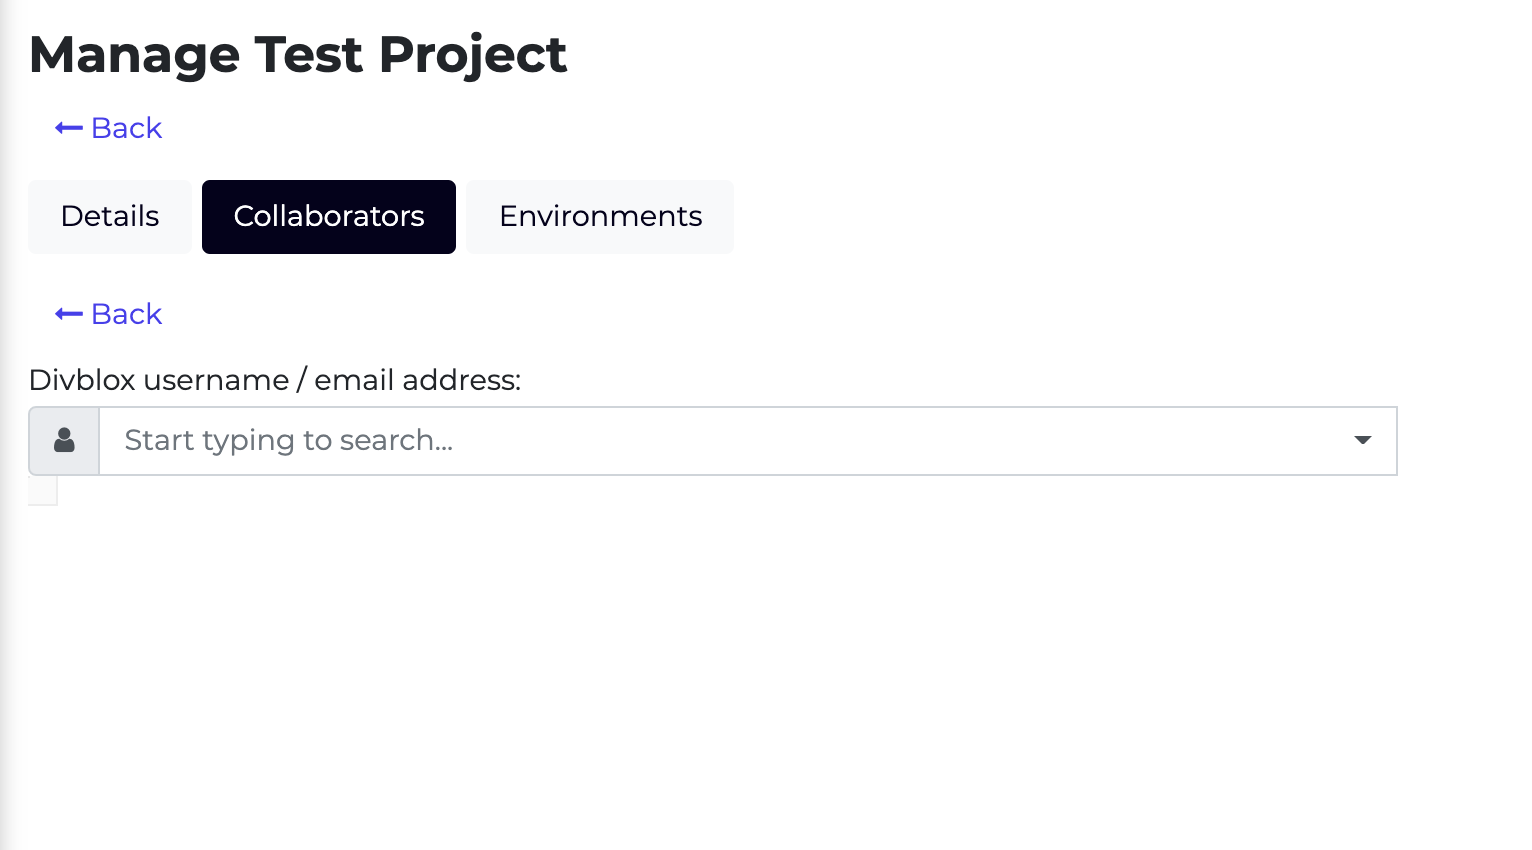 Manage Test Project
Back
Details Collaborators Environments
Back
Divblox username / email address:
Start typing to search...